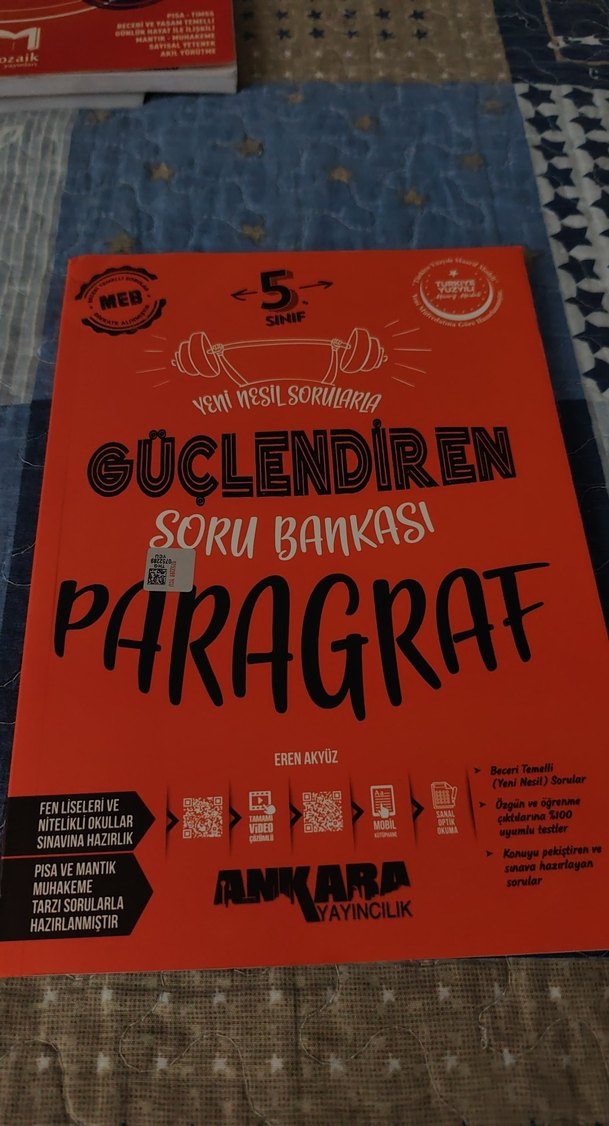 PISA - TIMSS
BECERİ VE YAŞAM TEMELLİ
GÜNLÜK HAYAT İLE İLİŞKİLİ
MANTIK - MUHAKEME
SAYISAL YETENEK
AKIL YÜRÜTME
ozaik
yayınları
MEB
5.
SINIF
TÜRKİYE
YÜZYILI
Maarif Modeli
YENİ NESİL SORULARLA
GÜÇLENDİREN
SORU BANKASI
PARAGRAF
EREN AKYÜZ
FEN LİSELERİ VE
NİTELİKLİ OKULLAR
SINAVINA HAZIRLIK
TAMAMI
VİDEO
ÇÖZÜMLÜ
MOBİL
KÜTÜPHANE
SANAL
OPTİK
OKUMA
Beceri Temelli
(Yeni Nesil) Sorular
Özgün ve öğrenme
çıktılarına %100
uyumlu testler
Konuyu pekiştiren ve
sınava hazırlayan
sorular
PISA VE MANTIK
MUHAKEME
TARZI SORULARLA
HAZIRLANMIŞTIR
ANKARA
YAYINCILIK